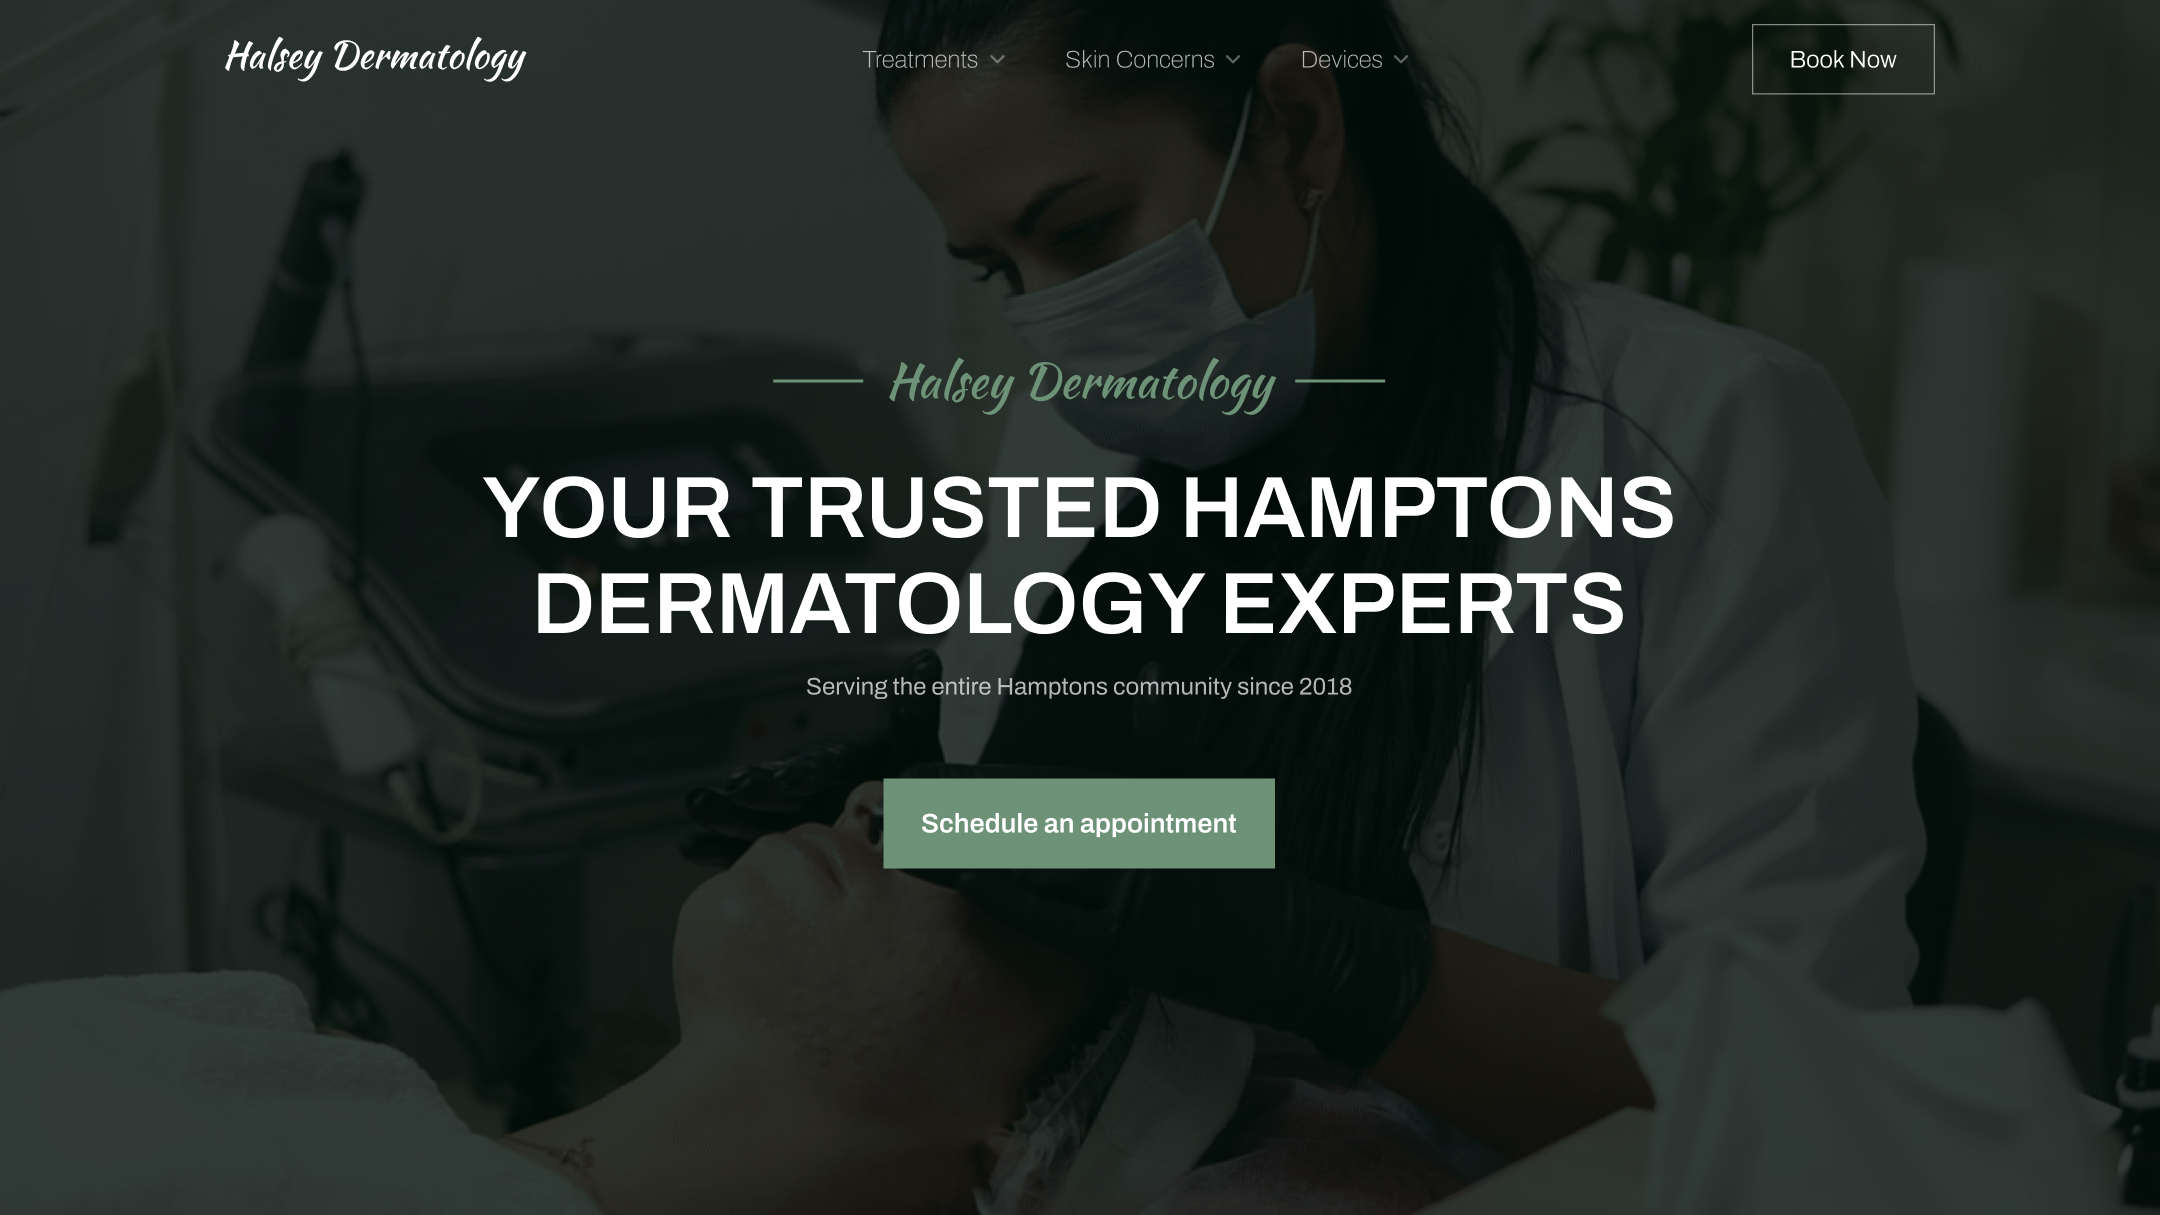 Halsey Dermatology
Treatments
Skin Concerns
Devices
Book Now
Halsey Dermatology
YOUR TRUSTED HAMPTONS
DERMATOLOGY EXPERTS
Serving the entire Hamptons community since 2018
Schedule an appointment